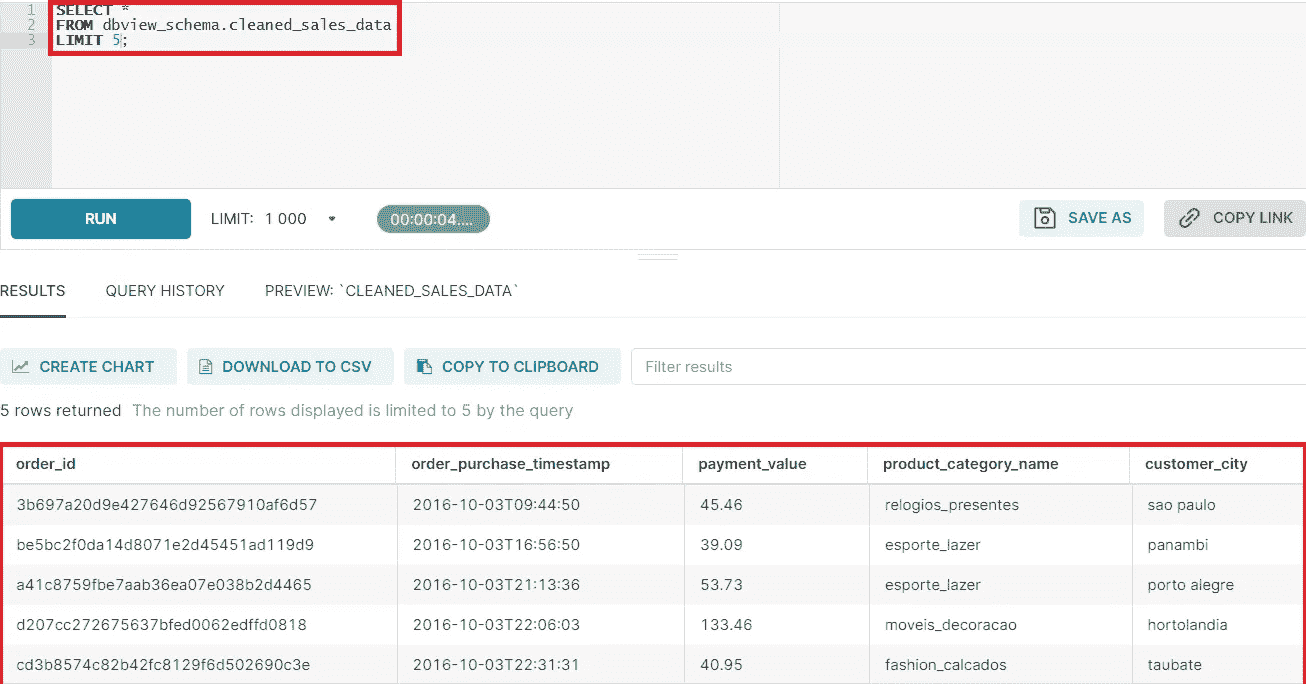 1 SELECT *
2 FROM dbview_schema.cleaned_sales_data
3 LIMIT 5;
RUN LIMIT: 1 000 00:00:04.... SAVE AS COPY LINK
RESULTS QUERY HISTORY PREVIEW: `CLEANED_SALES_DATA`
CREATE CHART DOWNLOAD TO CSV COPY TO CLIPBOARD Filter results
5 rows returned The number of rows displayed is limited to 5 by the query
order_id order_purchase_timestamp payment_value product_category_name customer_city
3b697a20d9e427646d92567910af6d57 2016-10-03T09:44:50 45.46 relogios_presentes sao paulo
be5bc2f0da14d8071e2d45451ad119d9 2016-10-03T16:56:50 39.09 esporte_lazer panambi
a41c8759fbe7aab36ea07e038b2d4465 2016-10-03T21:13:36 53.73 esporte_lazer porto alegre
d207cc272675637bfed0062edffd0818 2016-10-03T22:06:03 133.46 moveis_decoracao hortolandia
cd3b8574c82b42fc8129f6d502690c3e 2016-10-03T22:31:31 40.95 fashion_calcados taubate